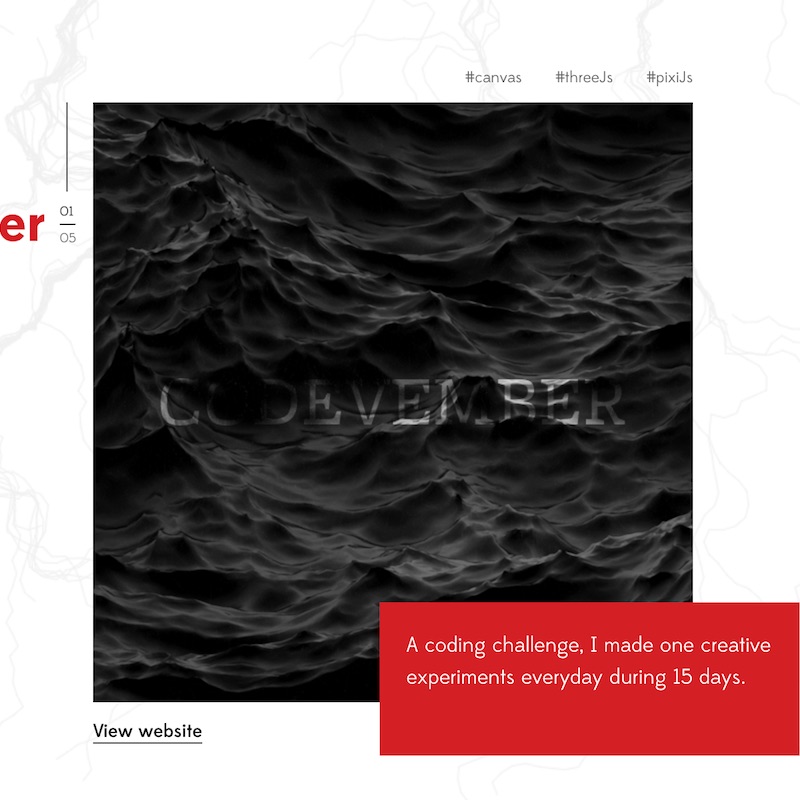 #canvas #threeJs #pixiJs
er
01
05
CODEVEMBER
A coding challenge, I made one creative
experiments everyday during 15 days.
View website